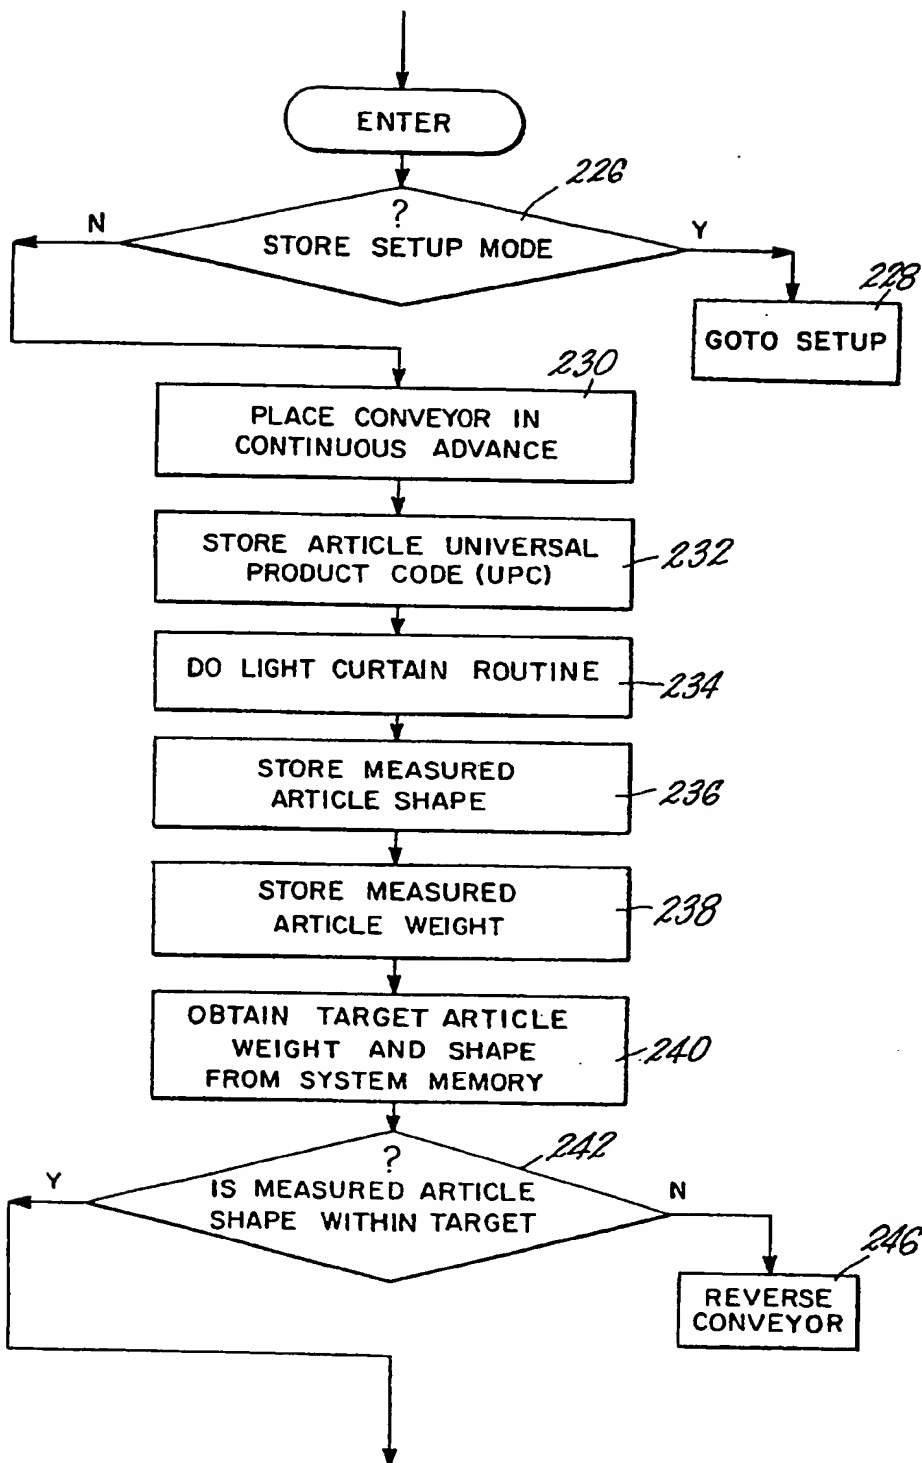 ENTER
226
?
N
STORE SETUP MODE
Y
228
GOTO SETUP
230
PLACE CONVEYOR IN
CONTINUOUS ADVANCE
STORE ARTICLE UNIVERSAL
PRODUCT CODE (UPC)
232
DO LIGHT CURTAIN ROUTINE
234
STORE MEASURED
ARTICLE SHAPE
236
STORE MEASURED
ARTICLE WEIGHT
238
OBTAIN TARGET ARTICLE
WEIGHT AND SHAPE
FROM SYSTEM MEMORY
240
242
?
Y
IS MEASURED ARTICLE
SHAPE WITHIN TARGET
N
246
REVERSE
CONVEYOR